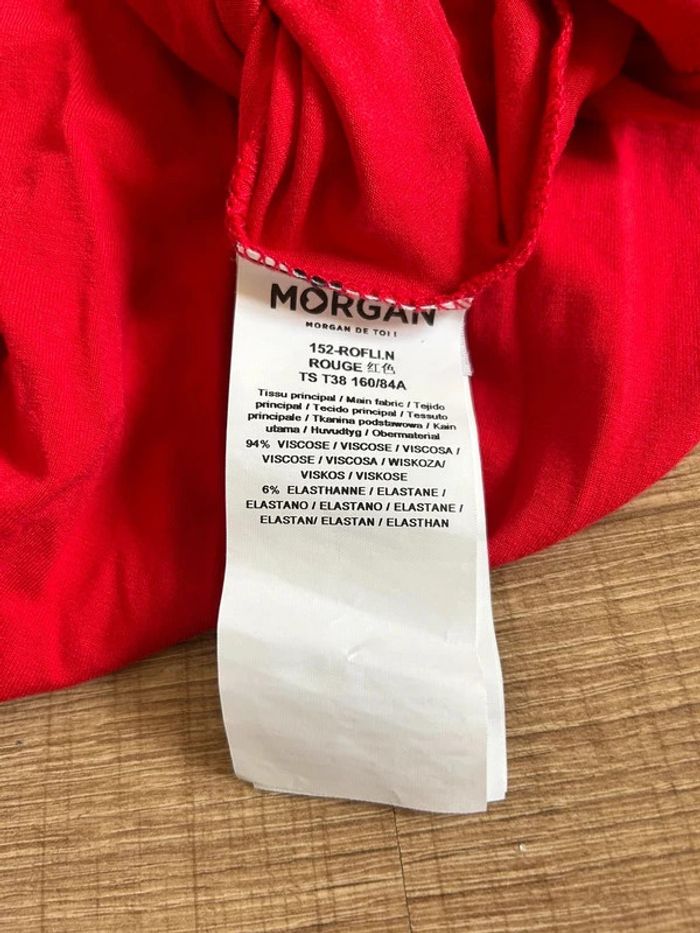 MORGAN
MORGAN DE TOI !
152-ROFLI.N
ROUGE 红色
TS T38 160/84A
Tissu principal / Main fabric / Tejido
principal / Tecido principal / Tessuto
principale / Tkanina podstawowa / Kain
utama / Huvudtyg / Obermaterial
94% VISCOSE / VISCOSE / VISCOSA /
VISCOSE / VISCOSA / WISKOZA/
VISKOS / VISKOSE
6% ELASTHANNE / ELASTANE /
ELASTANO / ELASTANO / ELASTANE /
ELASTAN/ ELASTAN / ELASTHAN